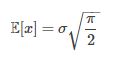 𝔼[x] = σ√(π/2)